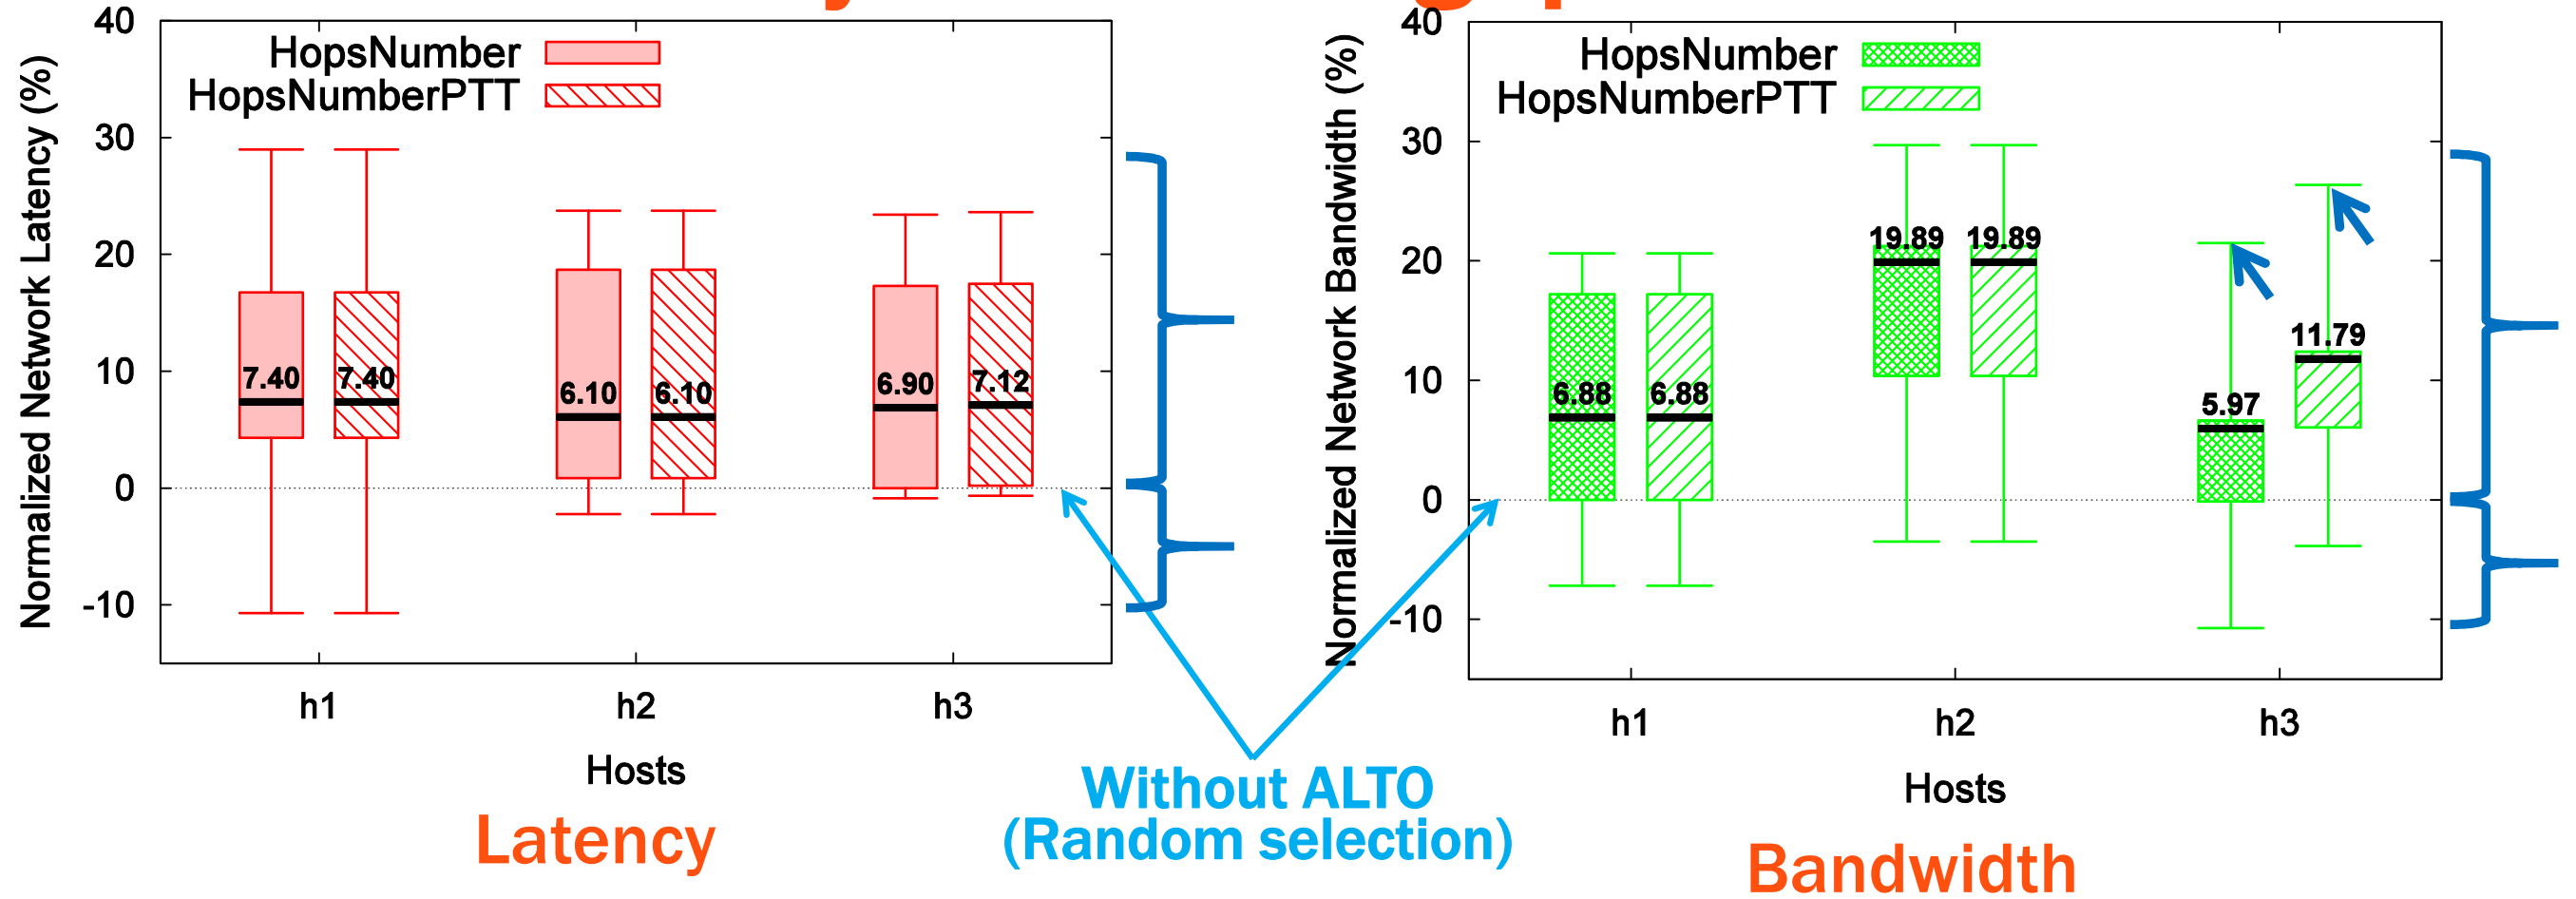 40
30
20
10
0
-10
Normalized Network Latency (%)
HopsNumber
HopsNumberPTT
7.40
7.40
6.10
6.10
6.90
7.12
h1
h2
h3
Hosts
Latency
Without ALTO
(Random selection)
40
30
20
10
0
-10
Normalized Network Bandwidth (%)
HopsNumber
HopsNumberPTT
6.88
6.88
19.89
19.89
5.97
11.79
h1
h2
h3
Hosts
Bandwidth